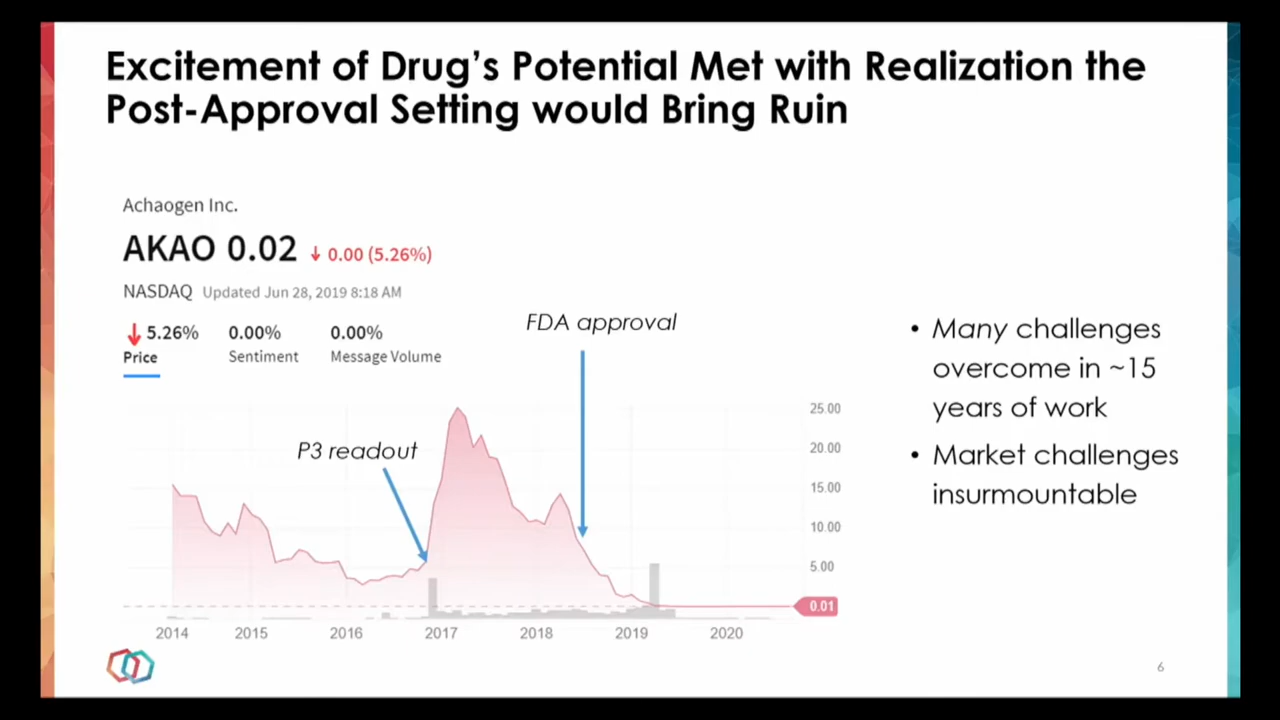 Excitement of Drug's Potential Met with Realization the
Post-Approval Setting would Bring Ruin
Achaogen Inc.
AKAO 0.02 ↓ 0.00 (5.26%)
NASDAQ Updated Jun 28, 2019 8:18 AM
↓ 5.26% 0.00% 0.00%
Price Sentiment Message Volume
FDA approval
P3 readout
25.00
20.00
15.00
10.00
5.00
0.01
2014 2015 2016 2017 2018 2019 2020
• Many challenges
overcome in ~15
years of work
• Market challenges
insurmountable
6